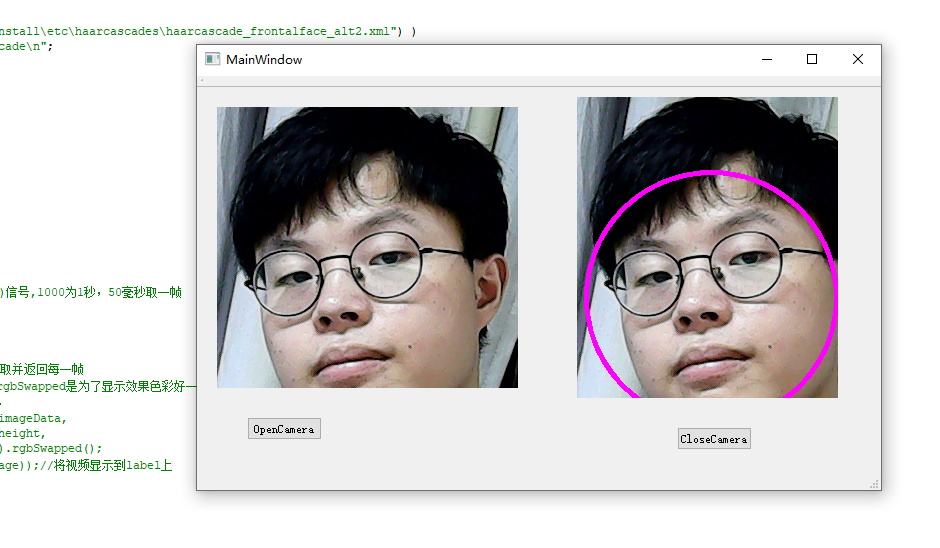 nstall\etc\haarcascades\haarcascade_frontalface_alt2.xml") )
cade\n";
MainWindow
)信号,1000为1秒，50毫秒取一帧
取并返回每一帧
rgbSwapped是为了显示效果色彩好一
imageData,
height,
).rgbSwapped();
age));//将视频显示到label上
OpenCamera
CloseCamera